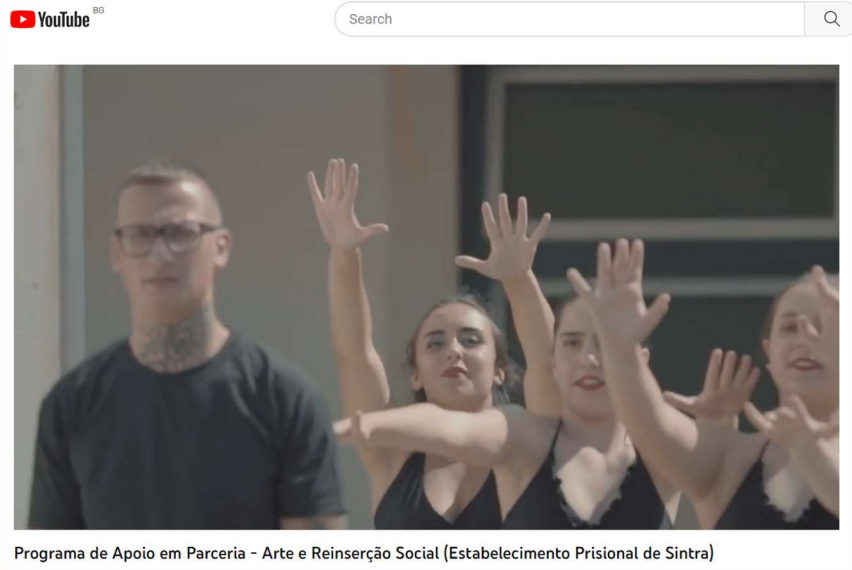 YouTube BG
Search
Programa de Apoio em Parceria - Arte e Reinserção Social (Estabelecimento Prisional de Sintra)